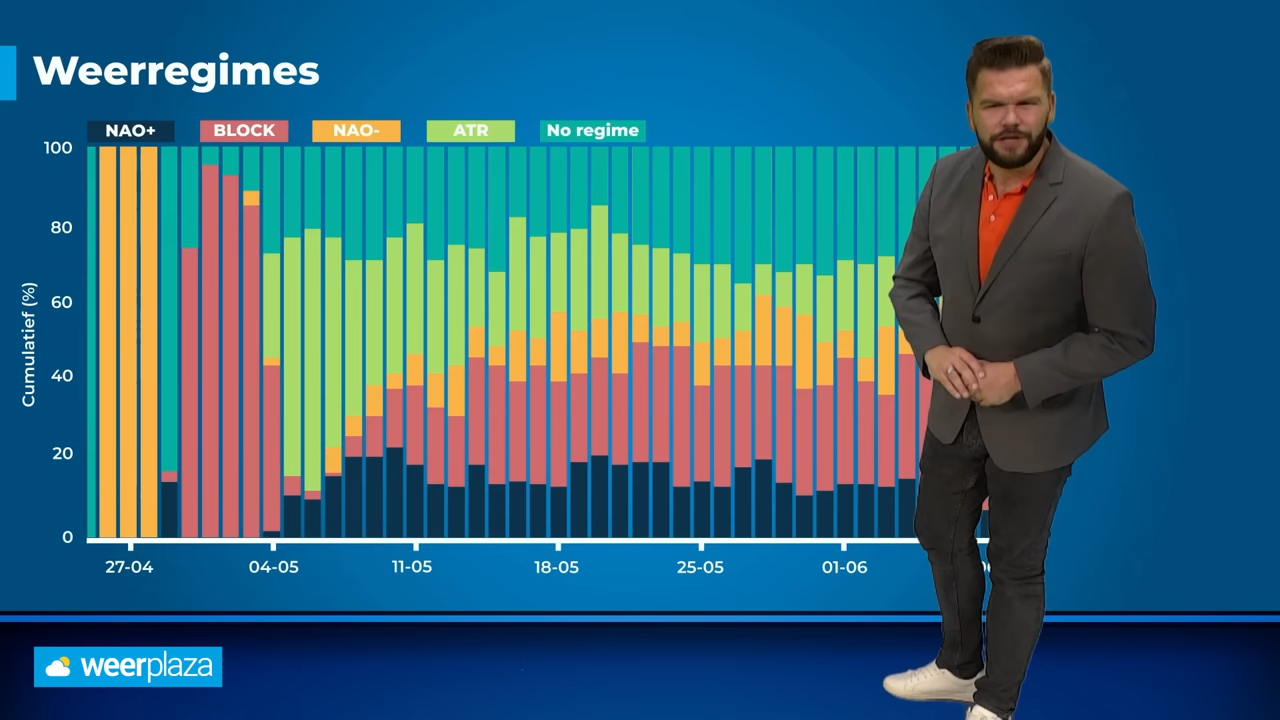 Weerregimes
NAO+ BLOCK NAO- ATR No regime
100
80
60
40
20
0
Cumulatief (%)
27-04 04-05 11-05 18-05 25-05 01-06
weerplaza